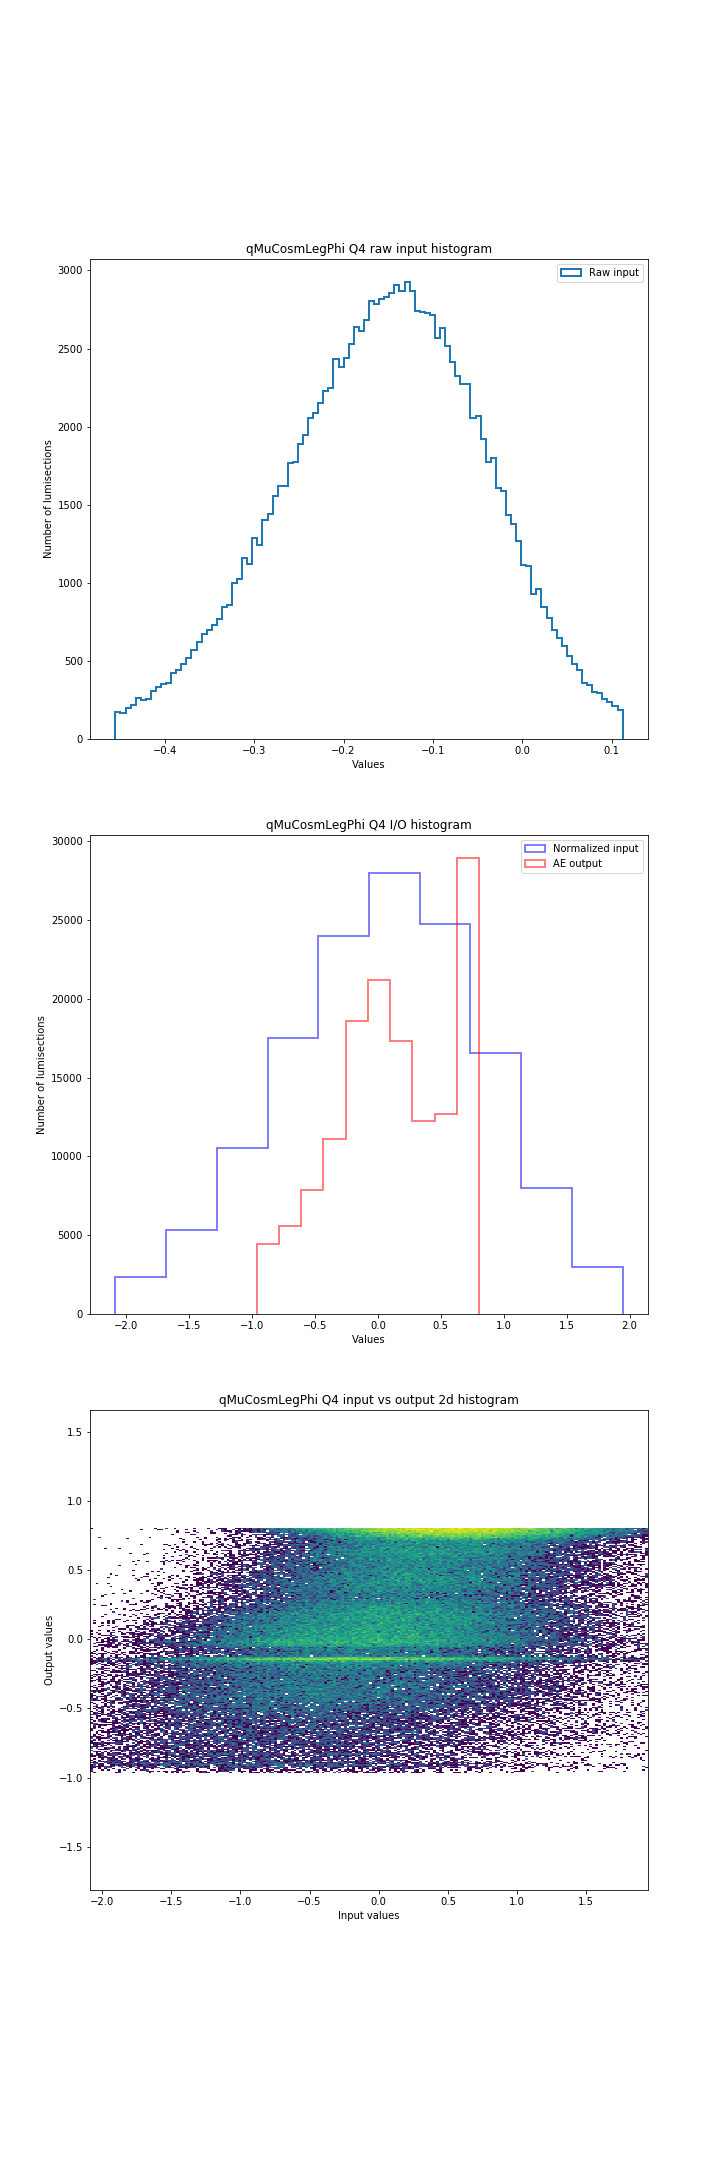 qMuCosmLegPhi Q4 raw input histogram
Raw input
3000
2500
2000
1500
1000
500
0
Number of lumisections
−0.4 −0.3 −0.2 −0.1 0.0 0.1
Values
qMuCosmLegPhi Q4 I/O histogram
Normalized input
AE output
30000
25000
20000
15000
10000
5000
0
Number of lumisections
−2.0 −1.5 −1.0 −0.5 0.0 0.5 1.0 1.5 2.0
Values
qMuCosmLegPhi Q4 input vs output 2d histogram
1.5
1.0
0.5
0.0
−0.5
−1.0
−1.5
Output values
−2.0 −1.5 −1.0 −0.5 0.0 0.5 1.0 1.5
Input values